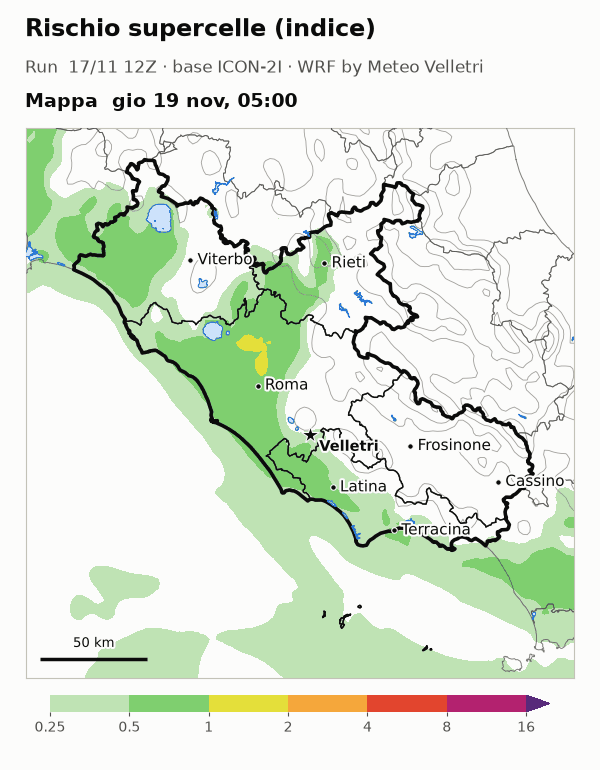 Rischio supercelle (indice)
Run  17/11 12Z · base ICON-2I · WRF by Meteo Velletri
Mappa  gio 19 nov, 05:00
Viterbo
Rieti
Roma
Velletri
Frosinone
Cassino
Latina
Terracina
50 km
0.25 0.5 1 2 4 8 16